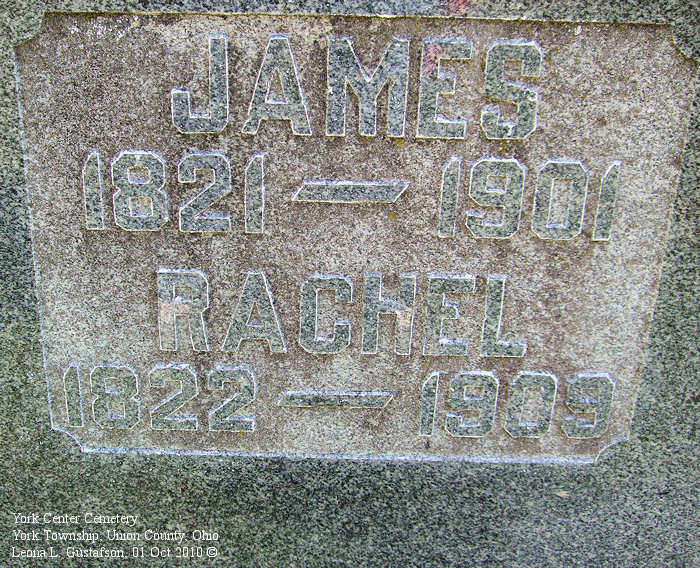 JAMES
1821 — 1901
RACHEL
1822 — 1909
York Center Cemetery
York Township, Union County, Ohio
Leona L. Gustafson, 01 Oct 2010 ©